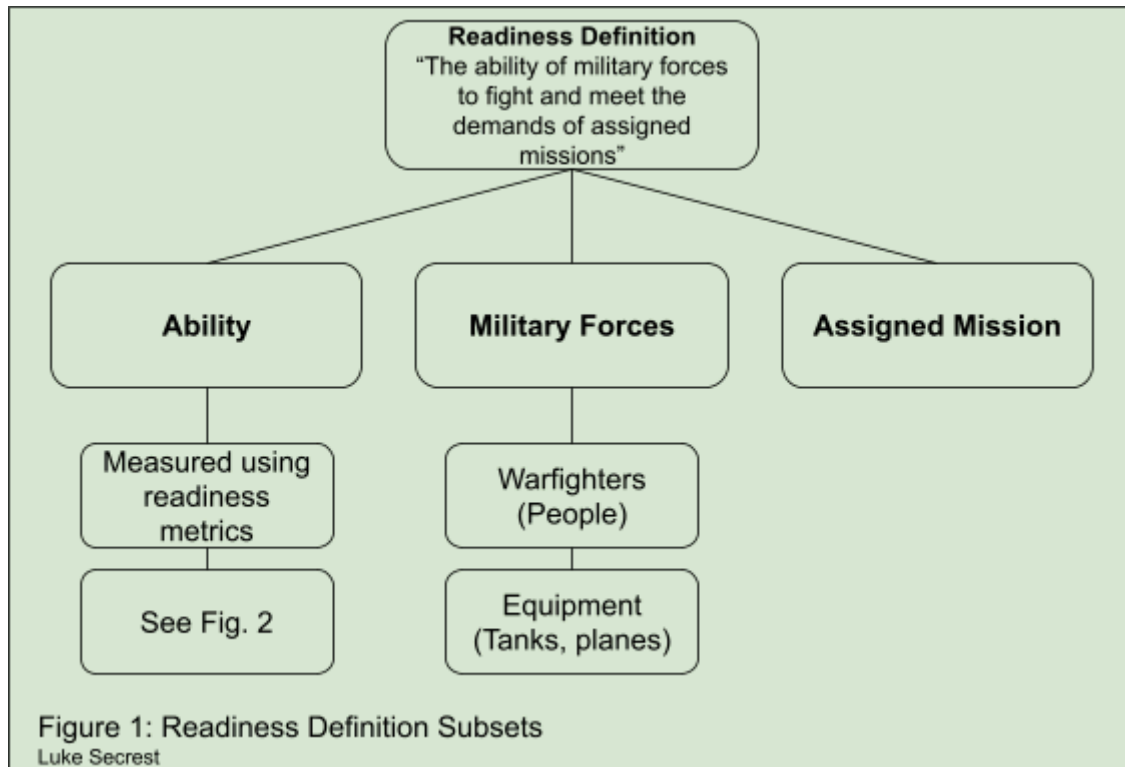 Readiness Definition
“The ability of military forces
to fight and meet the
demands of assigned
missions”
Ability
Military Forces
Assigned Mission
Measured using
readiness
metrics
Warfighters
(People)
See Fig. 2
Equipment
(Tanks, planes)
Figure 1: Readiness Definition Subsets
Luke Secrest